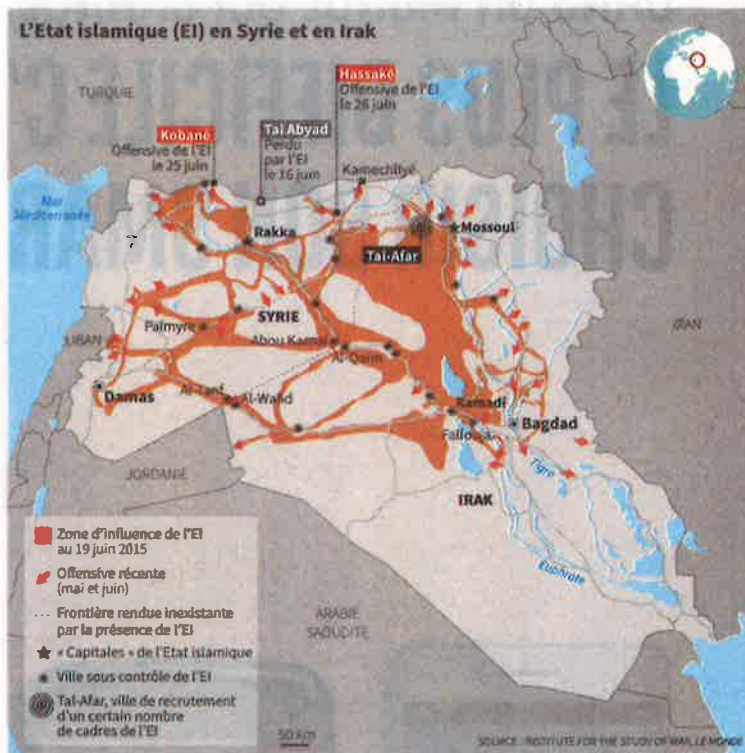 L'Etat islamique (EI) en Syrie et en Irak
TURQUIE
Hassaké
Offensive de l'EI
le 26 juin
Kobané
Offensive de l'EI
le 25 juin
Tal Abyad
Perdu
par l'EI
le 16 juin
Kamechliyé
Mer
Méditerranée
Rakka
Mossoul
Tal-Afar
SYRIE
Palmyre
Abou Kamal
Al-Qaim
LIBAN
IRAN
Damas
Al-Tanf
Al-Walid
Ramadi
Bagdad
Fallouja
Tigre
JORDANIE
IRAK
Euphrate
ARABIE
SAOUDITE
Zone d'influence de l'EI
au 19 juin 2015
Offensive récente
(mai et juin)
Frontière rendue inexistante
par la présence de l'EI
« Capitales » de l'Etat islamique
Ville sous contrôle de l'EI
Tal-Afar, ville de recrutement
d'un certain nombre
de cadres de l'EI
50 km
SOURCE : INSTITUTE FOR THE STUDY OF WAR, LE MONDE